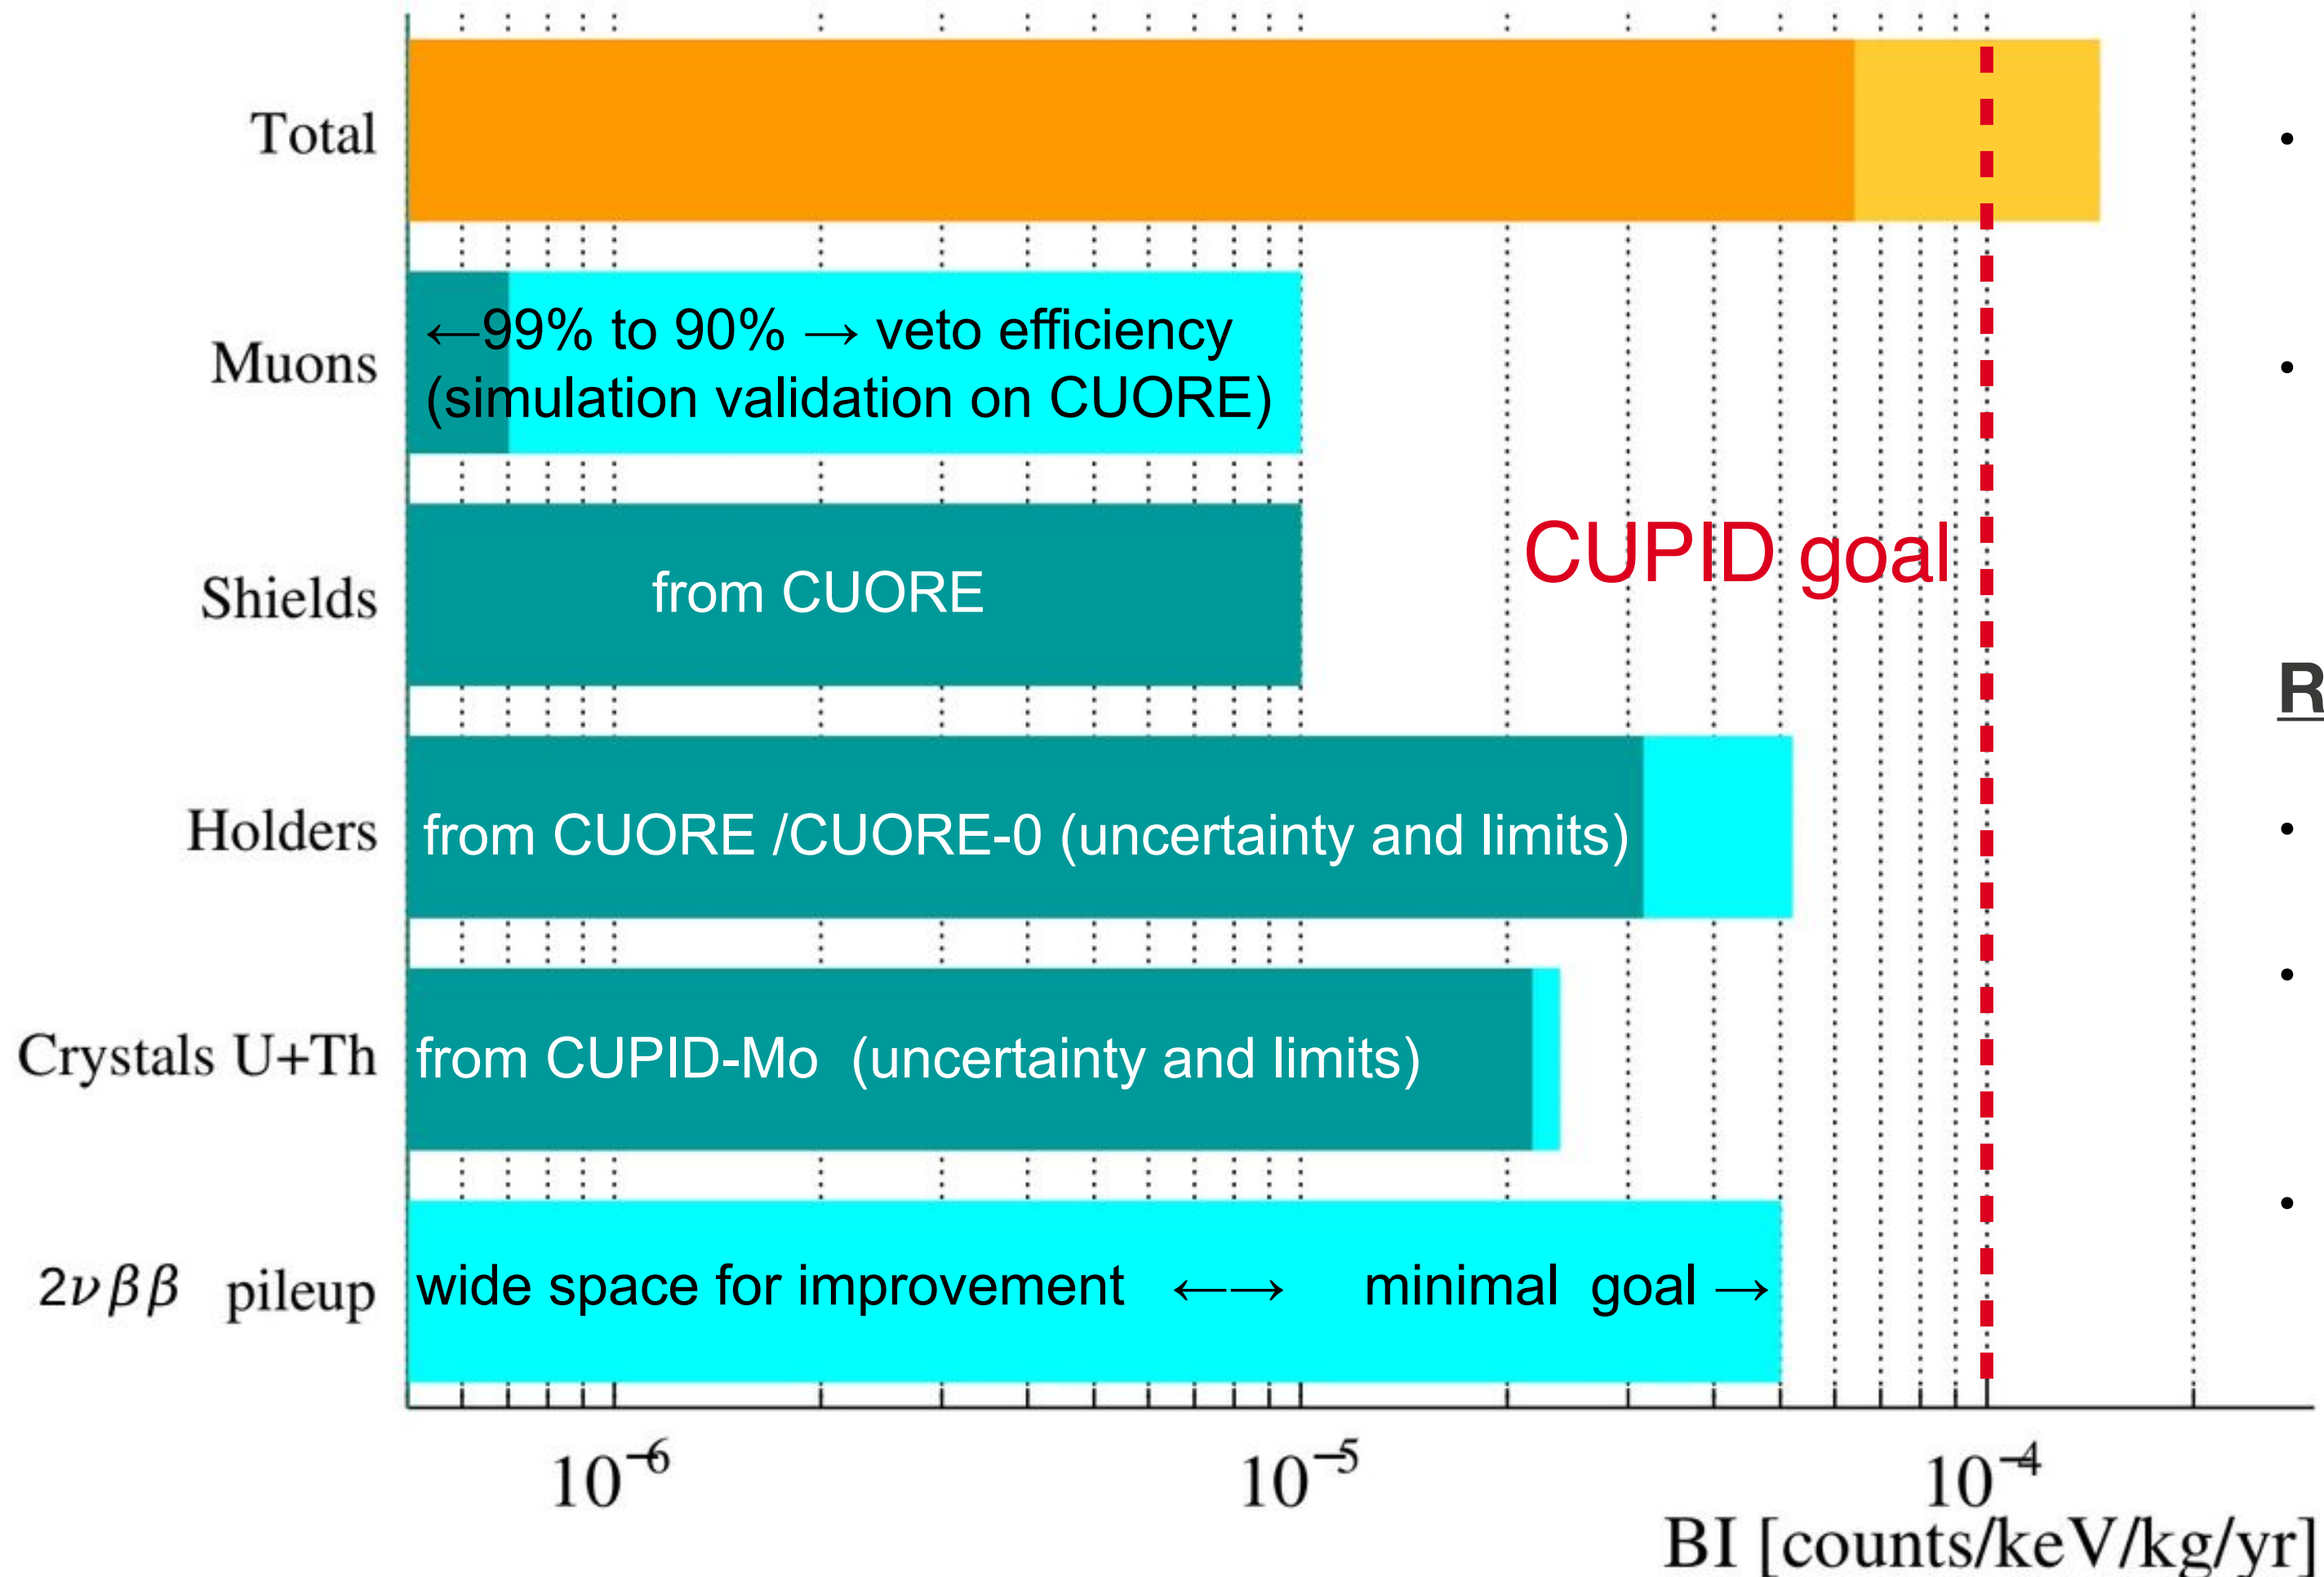 Total
Muons
←99% to 90% → veto efficiency
(simulation validation on CUORE)
Shields
from CUORE
CUPID goal
R
Holders
from CUORE /CUORE-0 (uncertainty and limits)
Crystals U+Th
from CUPID-Mo (uncertainty and limits)
2νββ pileup
wide space for improvement ←→ minimal goal →
10⁻⁶ 10⁻⁵ 10⁻⁴
BI [counts/keV/kg/yr]